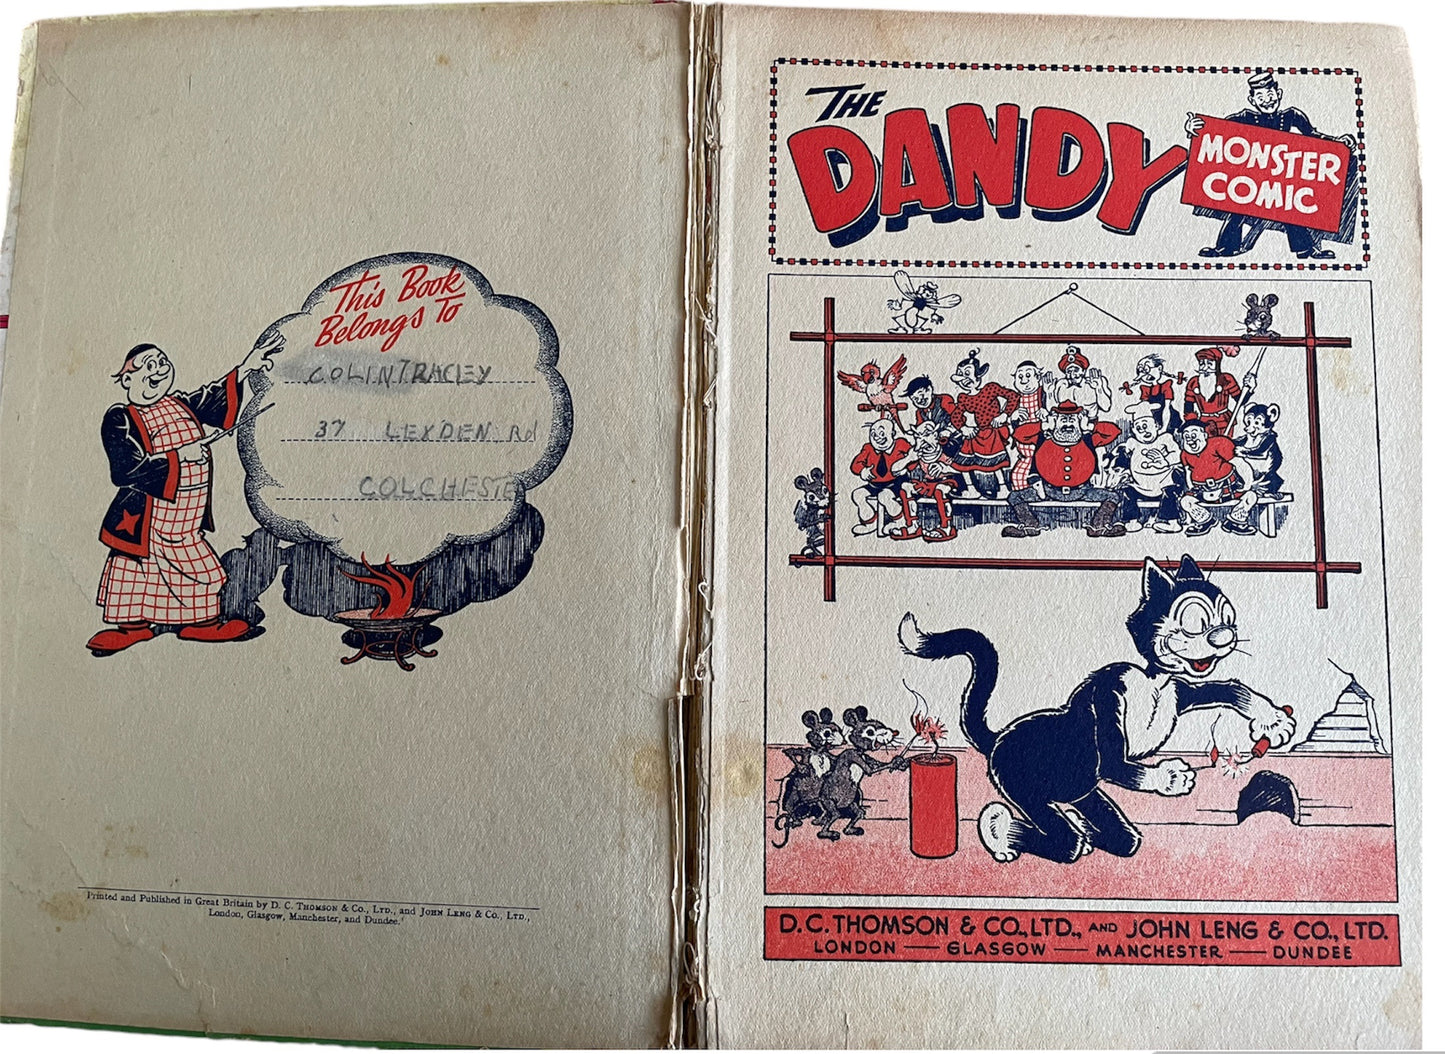 This Book
Belongs To
COLIN TRACEY
37 LEXDEN Rd
COLCHESTE
Printed and Published in Great Britain by D. C. THOMSON & CO., LTD., and JOHN LENG & CO., LTD.,
London, Glasgow, Manchester, and Dundee.
THE
DANDY
MONSTER
COMIC
D. C. THOMSON & CO., LTD., AND JOHN LENG & CO., LTD.
LONDON — GLASGOW — MANCHESTER — DUNDEE